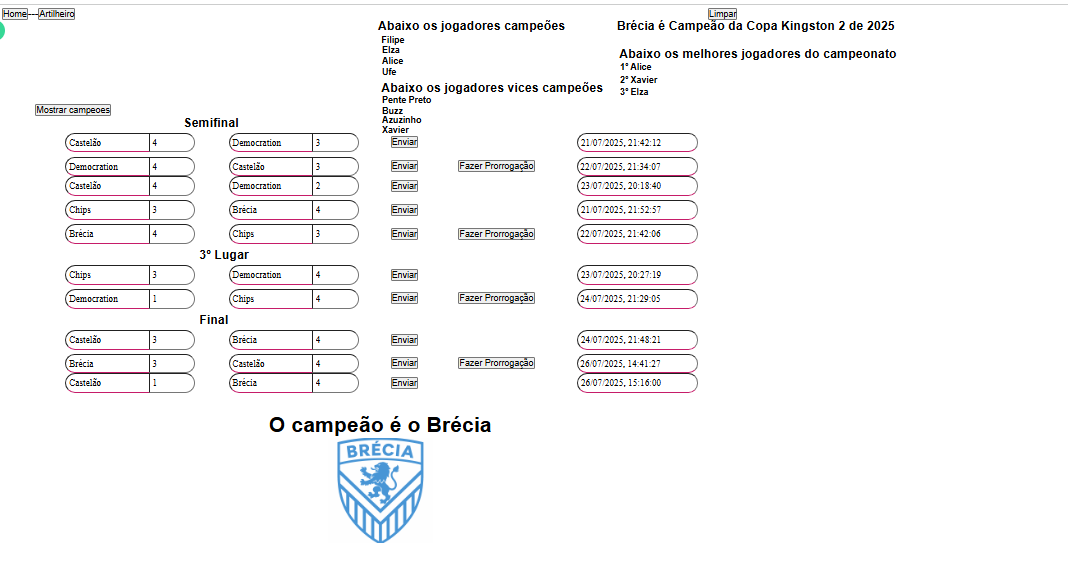 Home----Artilheiro
Limpar
Abaixo os jogadores campeões
Filipe
Elza
Alice
Ufe
Abaixo os jogadores vices campeões
Pente Preto
Buzz
Azuzinho
Xavier
Brécia é Campeão da Copa Kingston 2 de 2025
Abaixo os melhores jogadores do campeonato
1º Alice
2º Xavier
3º Elza
Mostrar campeoes
Semifinal
Castelão 4 Democration 3 Enviar 21/07/2025, 21:42:12
Democration 4 Castelão 3 Enviar Fazer Prorrogação 22/07/2025, 21:34:07
Castelão 4 Democration 2 Enviar 23/07/2025, 20:18:40
Chips 3 Brécia 4 Enviar 21/07/2025, 21:52:57
Brécia 4 Chips 3 Enviar Fazer Prorrogação 22/07/2025, 21:42:06
3º Lugar
Chips 3 Democration 4 Enviar 23/07/2025, 20:27:19
Democration 1 Chips 4 Enviar Fazer Prorrogação 24/07/2025, 21:29:05
Final
Castelão 3 Brécia 4 Enviar 24/07/2025, 21:48:21
Brécia 3 Castelão 4 Enviar Fazer Prorrogação 26/07/2025, 14:41:27
Castelão 1 Brécia 4 Enviar 26/07/2025, 15:16:00
O campeão é o Brécia
BRÉCIA